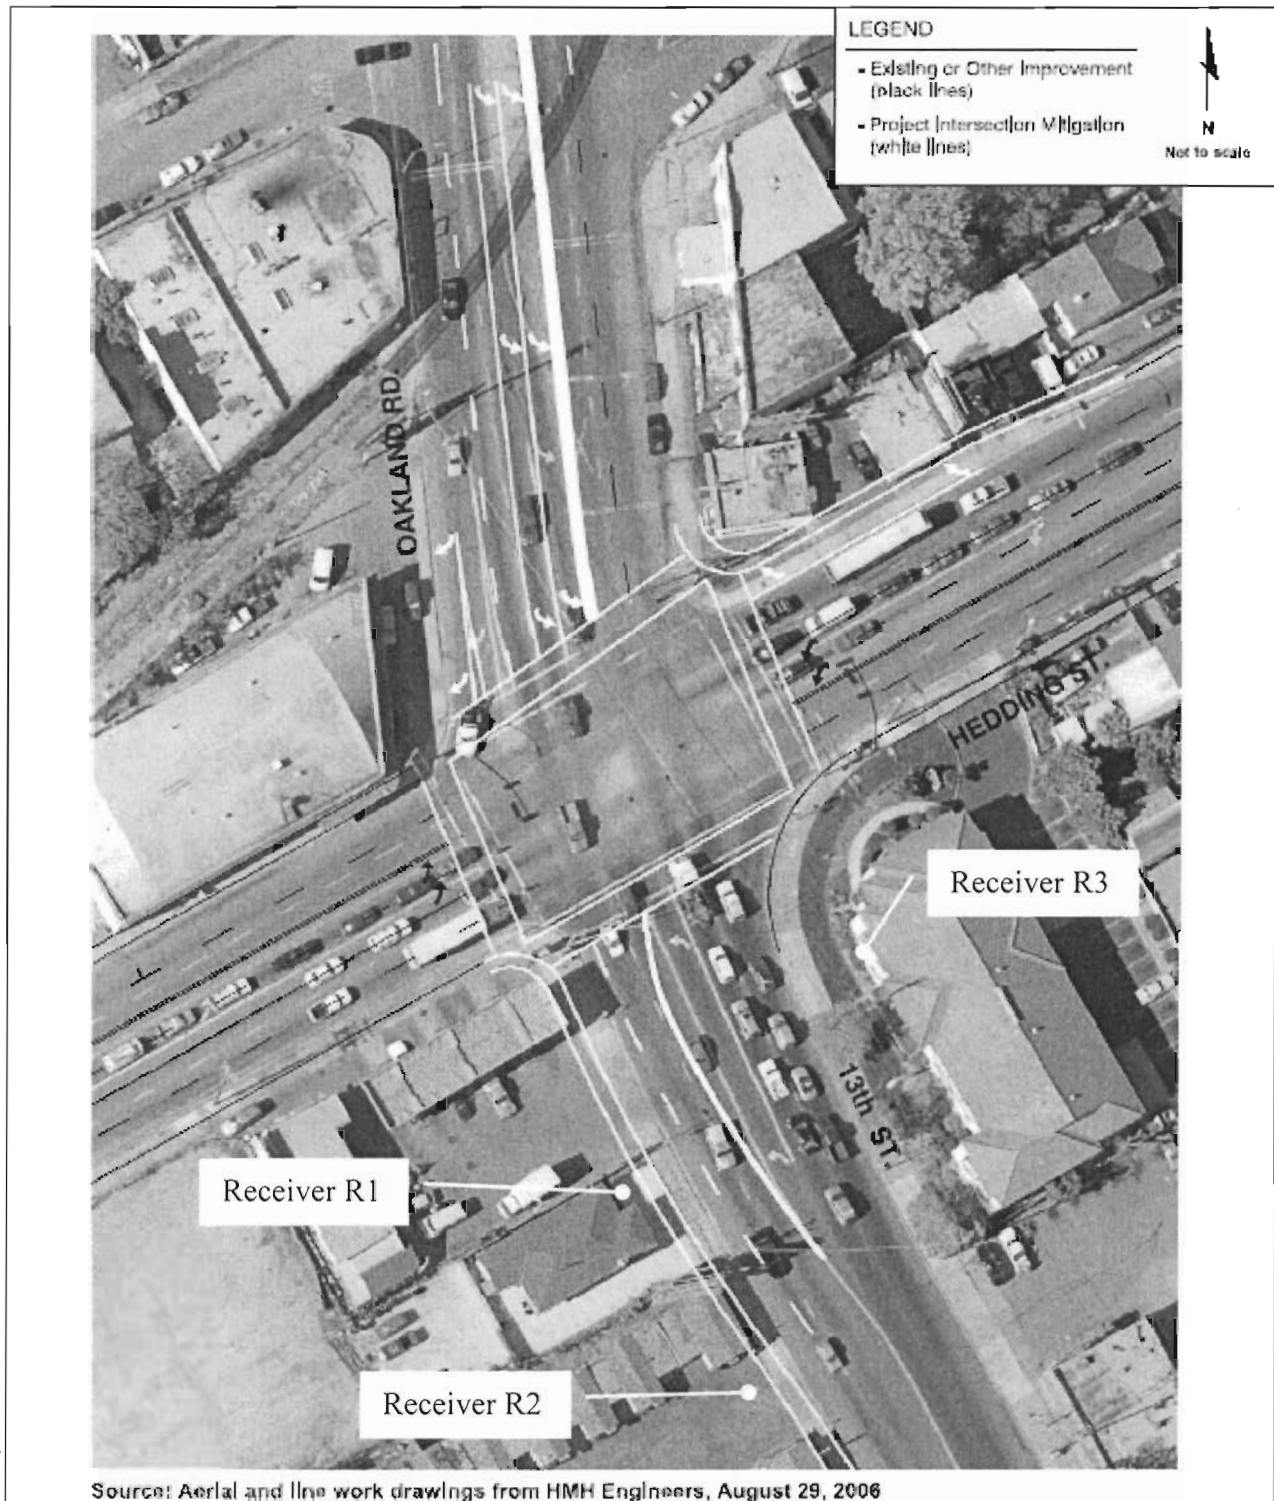 LEGEND
- Existing or Other Improvement
(black lines)
- Project Intersection Mitigation
(white lines)
N
Not to scale
OAKLAND RD.
HEDDING ST.
Receiver R3
13th ST.
Receiver R1
Receiver R2
Source: Aerial and line work drawings from HMH Engineers, August 29, 2006